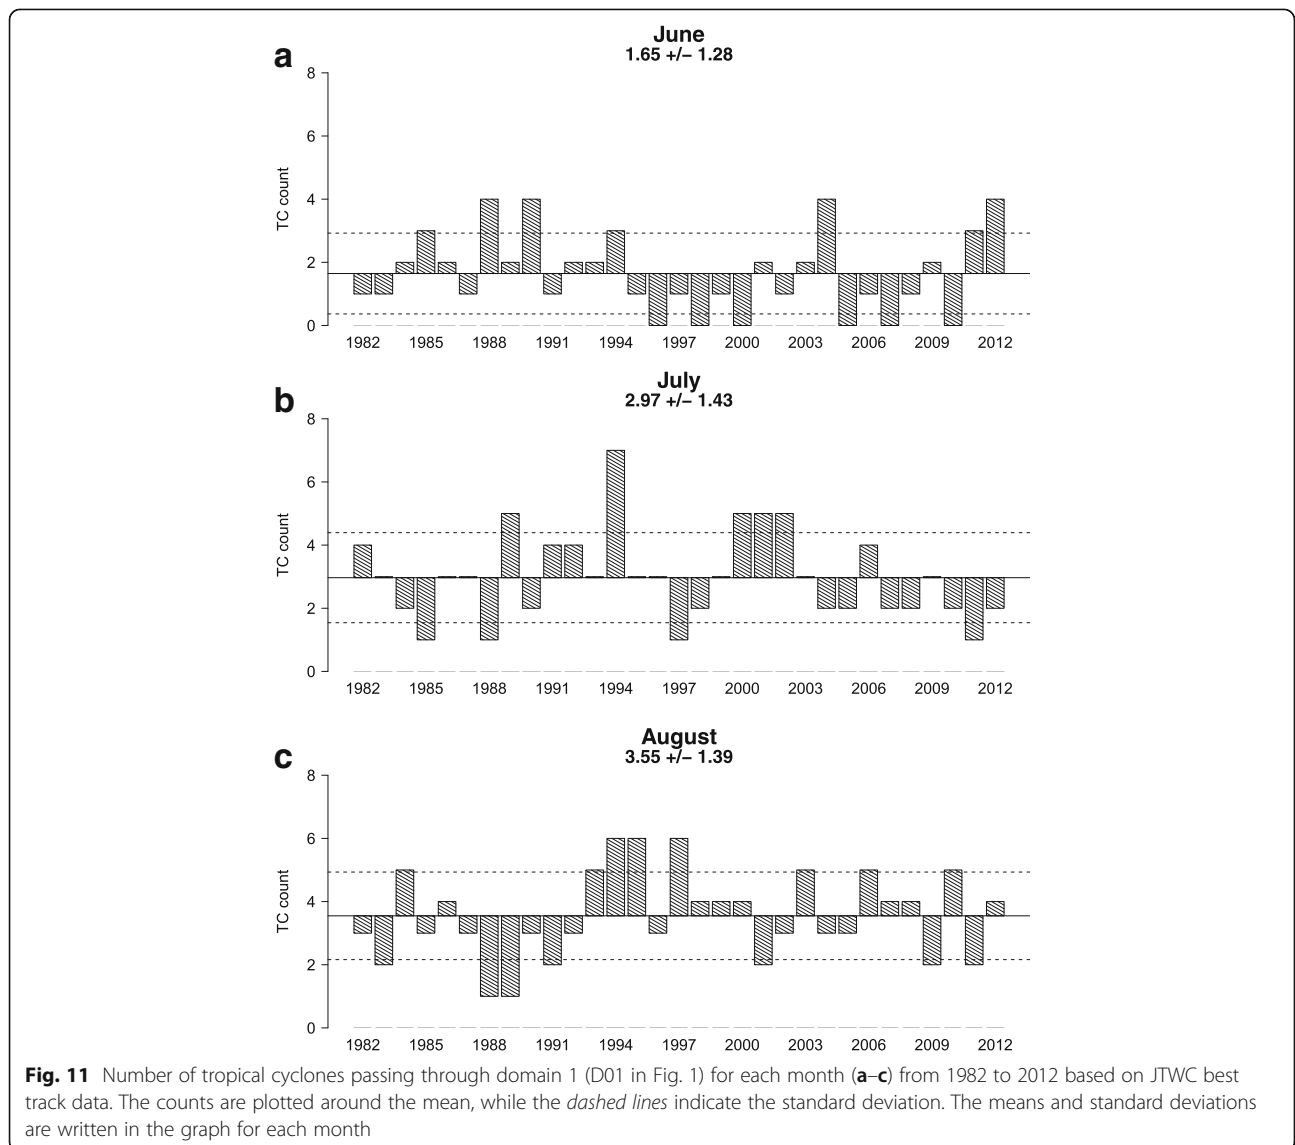 a
June
1.65 +/− 1.28
TC count
8
6
4
2
0
1982 1985 1988 1991 1994 1997 2000 2003 2006 2009 2012
b
July
2.97 +/− 1.43
TC count
8
6
4
2
0
1982 1985 1988 1991 1994 1997 2000 2003 2006 2009 2012
c
August
3.55 +/− 1.39
TC count
8
6
4
2
0
1982 1985 1988 1991 1994 1997 2000 2003 2006 2009 2012
Fig. 11 Number of tropical cyclones passing through domain 1 (D01 in Fig. 1) for each month (a–c) from 1982 to 2012 based on JTWC best
track data. The counts are plotted around the mean, while the dashed lines indicate the standard deviation. The means and standard deviations
are written in the graph for each month